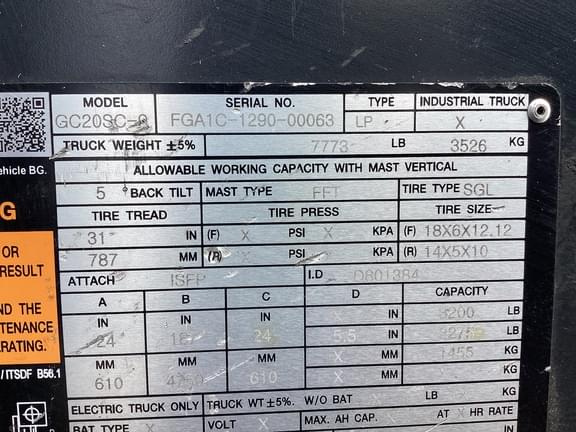 MODEL SERIAL NO. TYPE INDUSTRIAL TRUCK
GC20SC-9 FGA1C-1290-00063 LP X
TRUCK WEIGHT ±5% 7773 LB 3526 KG
ehicle BG.
ALLOWABLE WORKING CAPACITY WITH MAST VERTICAL
5 ° BACK TILT MAST TYPE FFT TIRE TYPE SGL
G
TIRE TREAD TIRE PRESS TIRE SIZE
31 IN (F) X PSI X KPA (F) 18X6X12.12
OR
787 MM (R) X PSI X KPA (R) 14X5X10
RESULT
ATTACH ISFP I.D D801384
A B C D CAPACITY
ND THE
IN IN IN IN 3200 LB
TENANCE
24 24 5.5 IN LB
RATING.
MM MM MM X MM 1455 KG
/ITSDF B56.1
610 610 X MM KG
ELECTRIC TRUCK ONLY TRUCK WT ±5%. W/O BAT X LB KG
BAT TYPE X VOLT X MAX. AH CAP. AT X HR RATE
IN